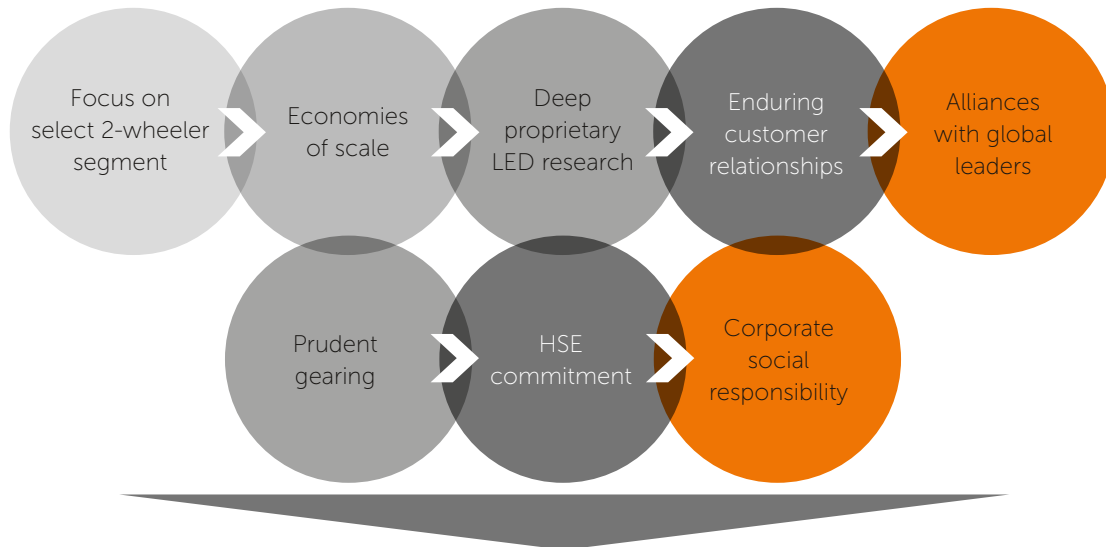 Focus on
select 2-wheeler
segment
Economies
of scale
Deep
proprietary
LED research
Enduring
customer
relationships
Alliances
with global
leaders
Prudent
gearing
HSE
commitment
Corporate
social
responsibility